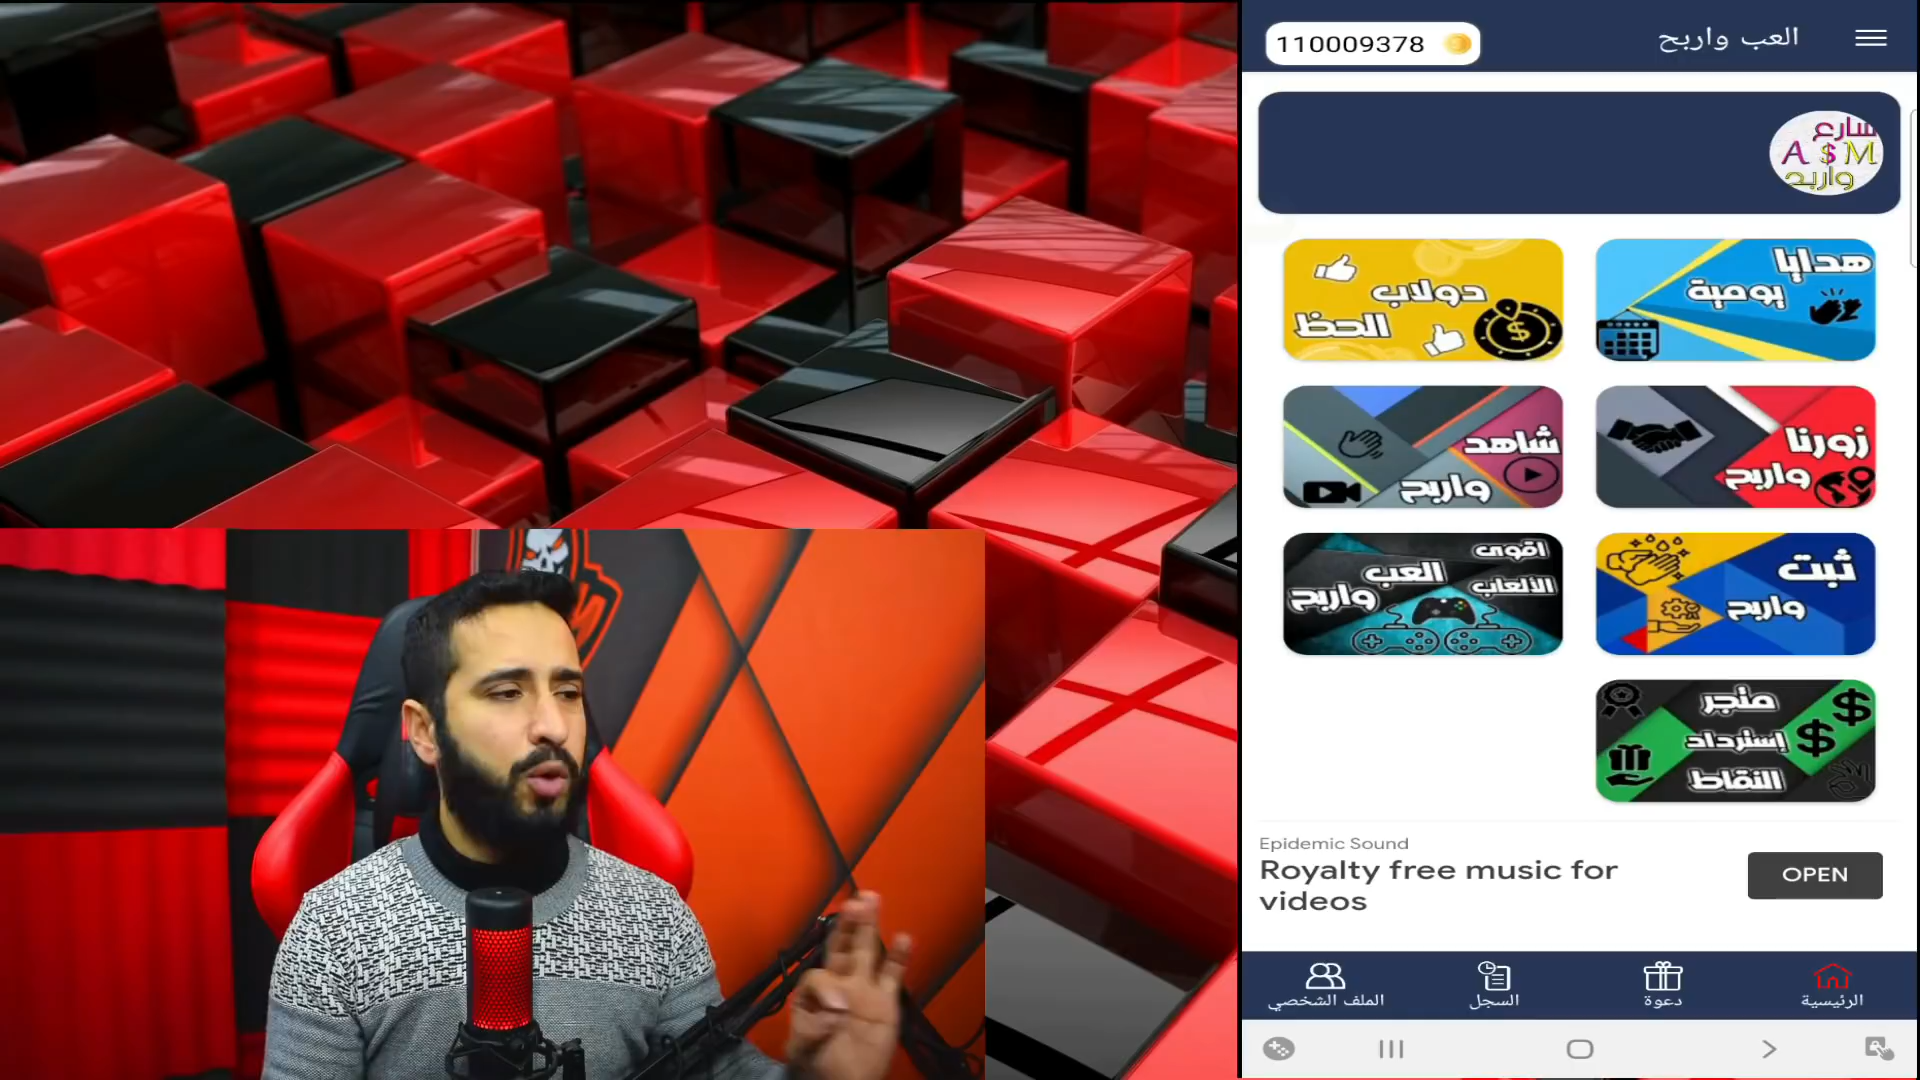 العب واربح
110009378
سارع
A $ M
واربح
هدايا
يومية
دولاب
الحظ
زورنا
واربح
شاهد
واربح
ثبت
واربح
اقوى
الألعاب
العب
واربح
متجر
إسترداد
النقاط
Epidemic Sound
Royalty free music for
videos
OPEN
الرئيسية
دعوة
السجل
الملف الشخصي